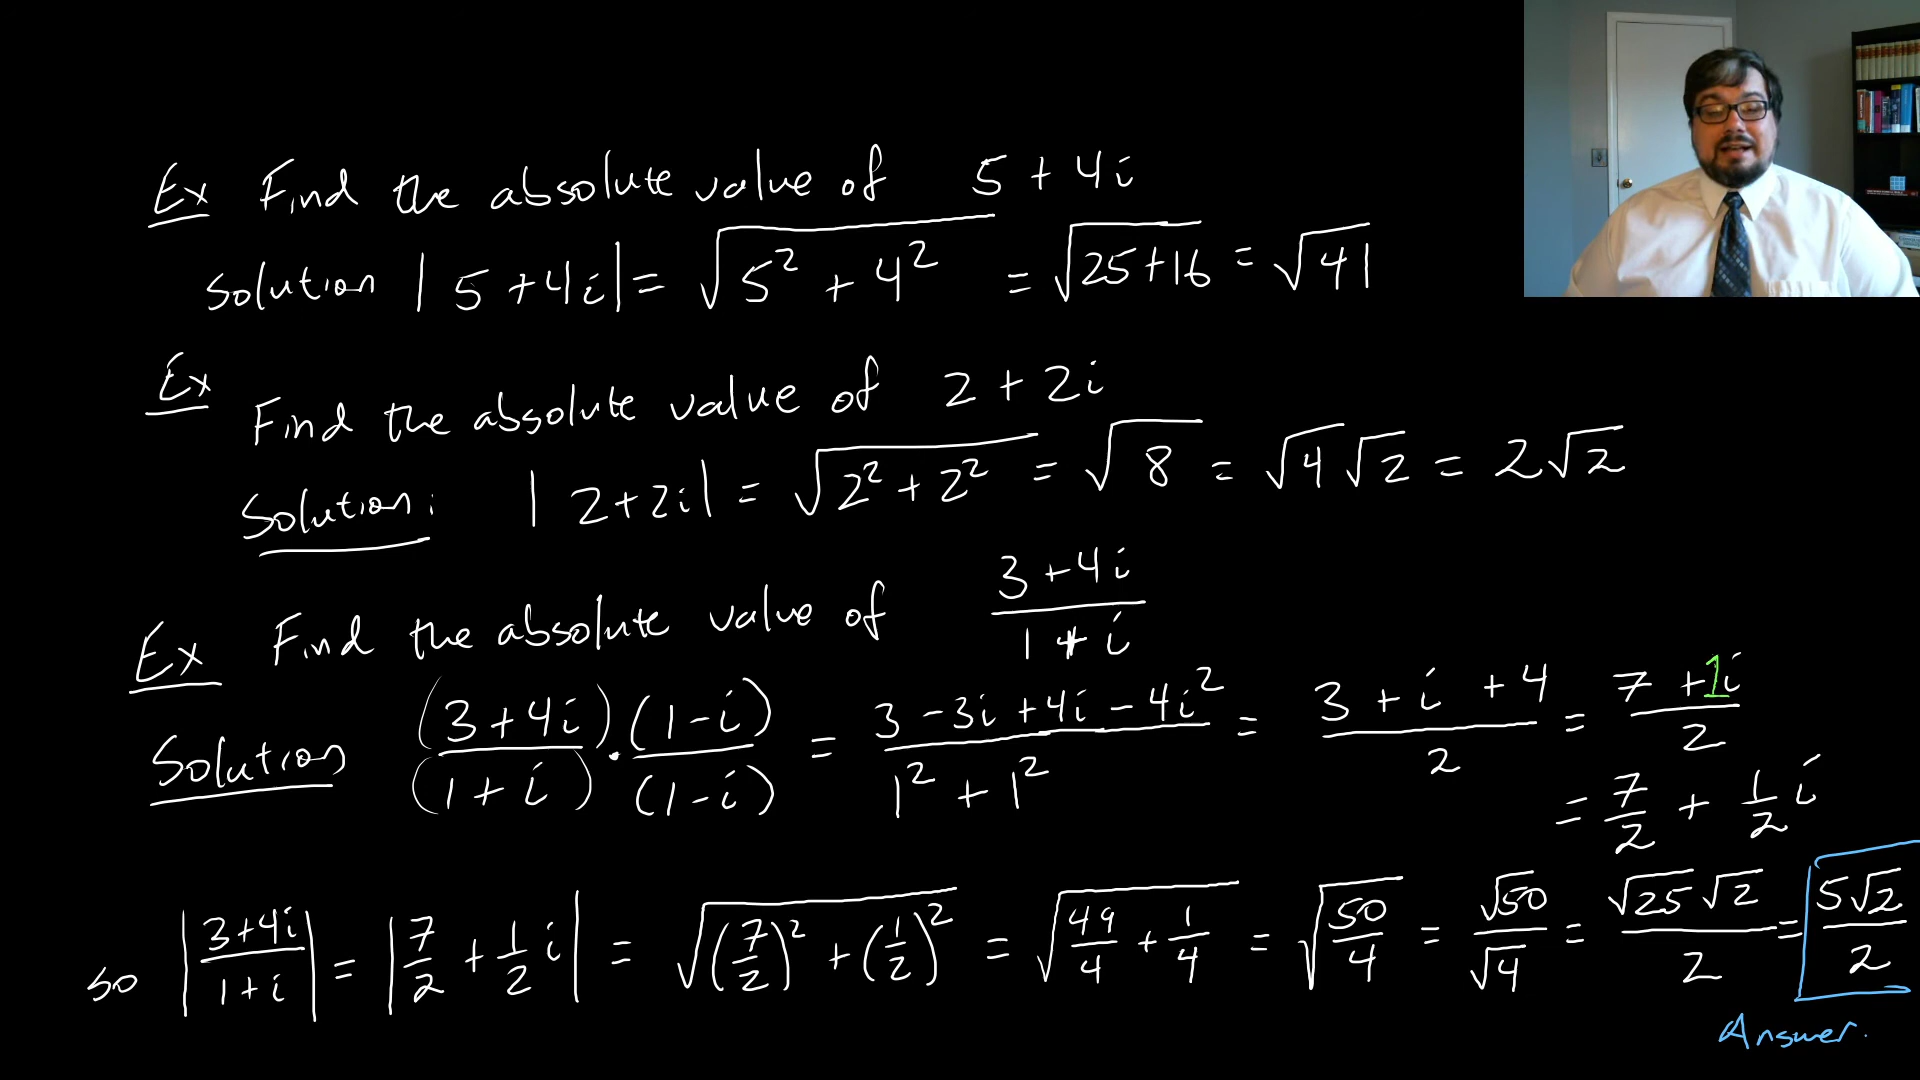 Ex Find the absolute value of 5 + 4i
Solution |5 + 4i| = √(5² + 4²) = √(25+16) = √41
Ex
Find the absolute value of 2 + 2i
Solution: |2+2i| = √(2² + 2²) = √8 = √4 √2 = 2√2
Ex Find the absolute value of (3+4i)/(1+i)
Solution (3+4i)/(1+i) · (1-i)/(1-i) = (3 - 3i + 4i - 4i²)/(1² + 1²) = (3 + i + 4)/2 = (7 + 1i)/2
= 7/2 + 1/2 i
so |(3+4i)/(1+i)| = |7/2 + 1/2 i| = √((7/2)² + (1/2)²) = √(49/4 + 1/4) = √(50/4) = √50/√4 = √25 √2/2 = 5√2/2
Answer.